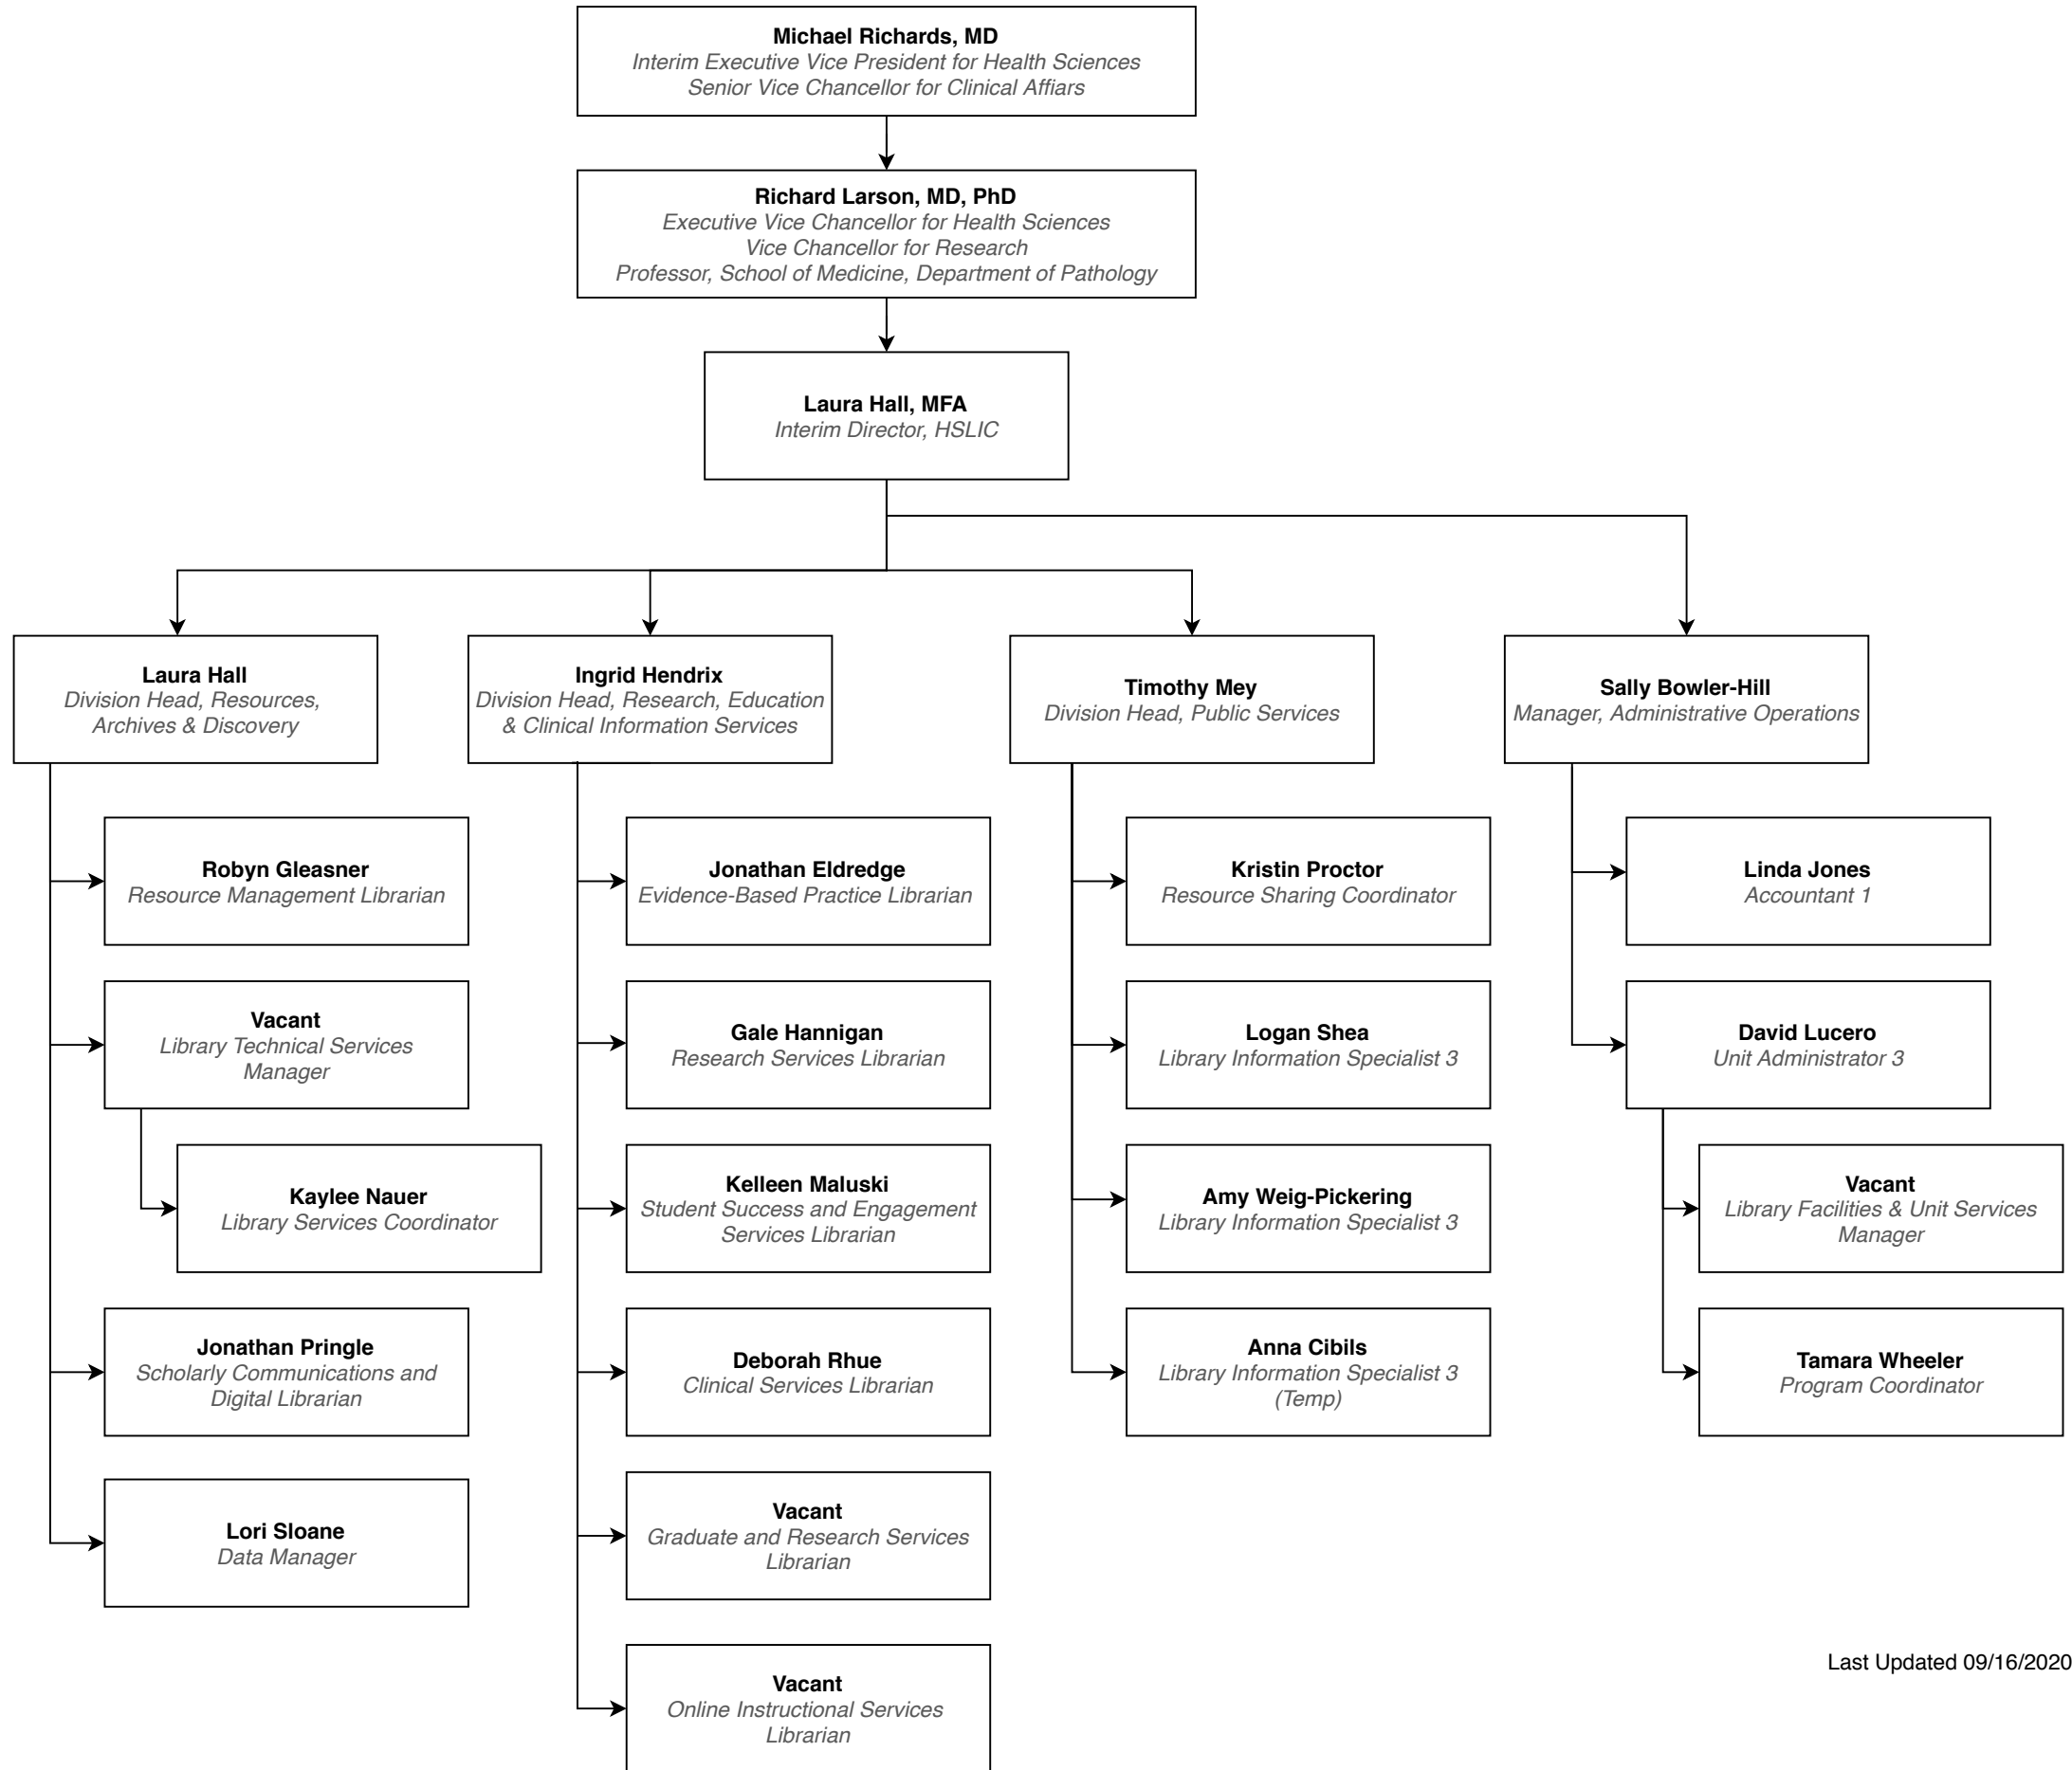 Michael Richards, MD
Interim Executive Vice President for Health Sciences
Senior Vice Chancellor for Clinical Affiars
Richard Larson, MD, PhD
Executive Vice Chancellor for Health Sciences
Vice Chancellor for Research
Professor, School of Medicine, Department of Pathology
Laura Hall, MFA
Interim Director, HSLIC
Laura Hall
Division Head, Resources,
Archives & Discovery
Robyn Gleasner
Resource Management Librarian
Vacant
Library Technical Services
Manager
Kaylee Nauer
Library Services Coordinator
Jonathan Pringle
Scholarly Communications and
Digital Librarian
Lori Sloane
Data Manager
Ingrid Hendrix
Division Head, Research, Education
& Clinical Information Services
Jonathan Eldredge
Evidence-Based Practice Librarian
Gale Hannigan
Research Services Librarian
Kelleen Maluski
Student Success and Engagement
Services Librarian
Deborah Rhue
Clinical Services Librarian
Vacant
Graduate and Research Services
Librarian
Vacant
Online Instructional Services
Librarian
Timothy Mey
Division Head, Public Services
Kristin Proctor
Resource Sharing Coordinator
Logan Shea
Library Information Specialist 3
Amy Weig-Pickering
Library Information Specialist 3
Anna Cibils
Library Information Specialist 3
(Temp)
Sally Bowler-Hill
Manager, Administrative Operations
Linda Jones
Accountant 1
David Lucero
Unit Administrator 3
Vacant
Library Facilities & Unit Services
Manager
Tamara Wheeler
Program Coordinator
Last Updated 09/16/2020